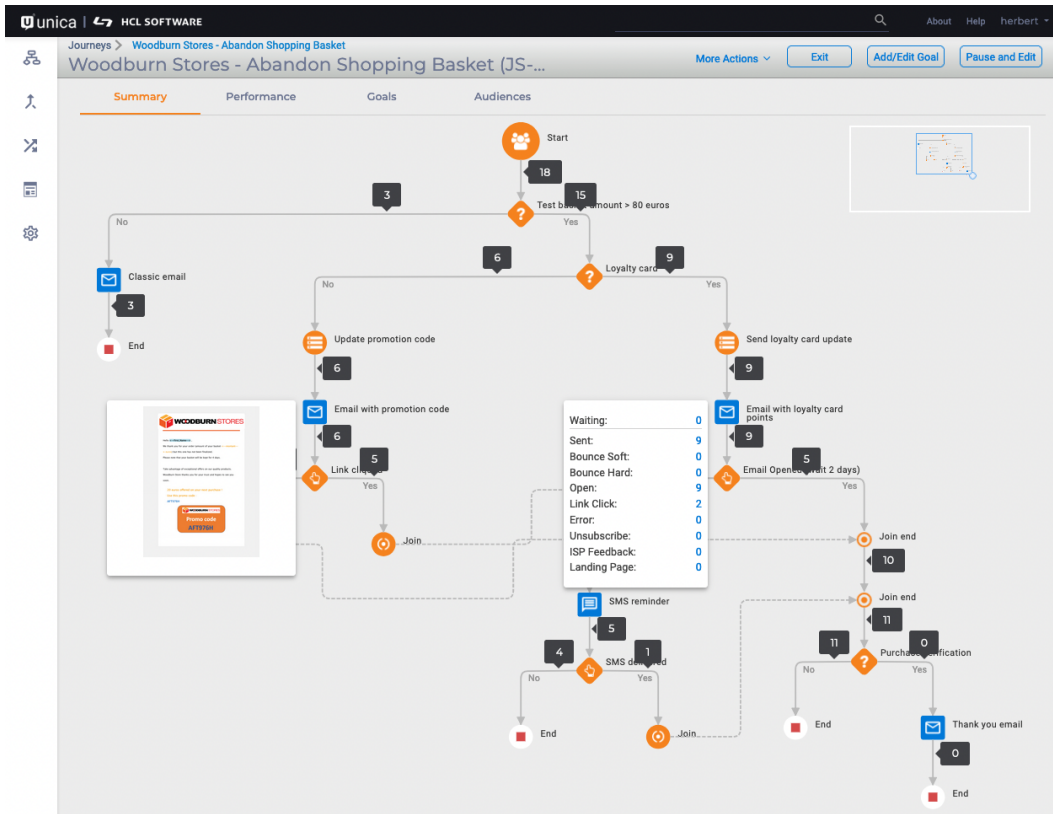 unica | HCL SOFTWARE
About Help herbert
Journeys > Woodburn Stores - Abandon Shopping Basket
Woodburn Stores - Abandon Shopping Basket (JS-...
More Actions
Exit
Add/Edit Goal
Pause and Edit
Summary
Performance
Goals
Audiences
Start
18
3
15
Test amount > 80 euros
No
Yes
6
9
Loyalty card
No
Yes
Classic email
3
End
Update promotion code
6
Send loyalty card update
9
Email with promotion code
6
Email with loyalty card
points
9
5
Link
Yes
5
Email 2 days)
Yes
WOODBURN STORES
WOODBURN STORES
Promo code
AFT976H
Waiting: 0
Sent: 9
Bounce Soft: 0
Bounce Hard: 0
Open: 9
Link Click: 2
Error: 0
Unsubscribe: 0
ISP Feedback: 0
Landing Page: 0
Join
Join end
10
Join end
11
SMS reminder
5
4
1
SMS
No
Yes
11
0
No
Yes
End
Join
End
Thank you email
0
End